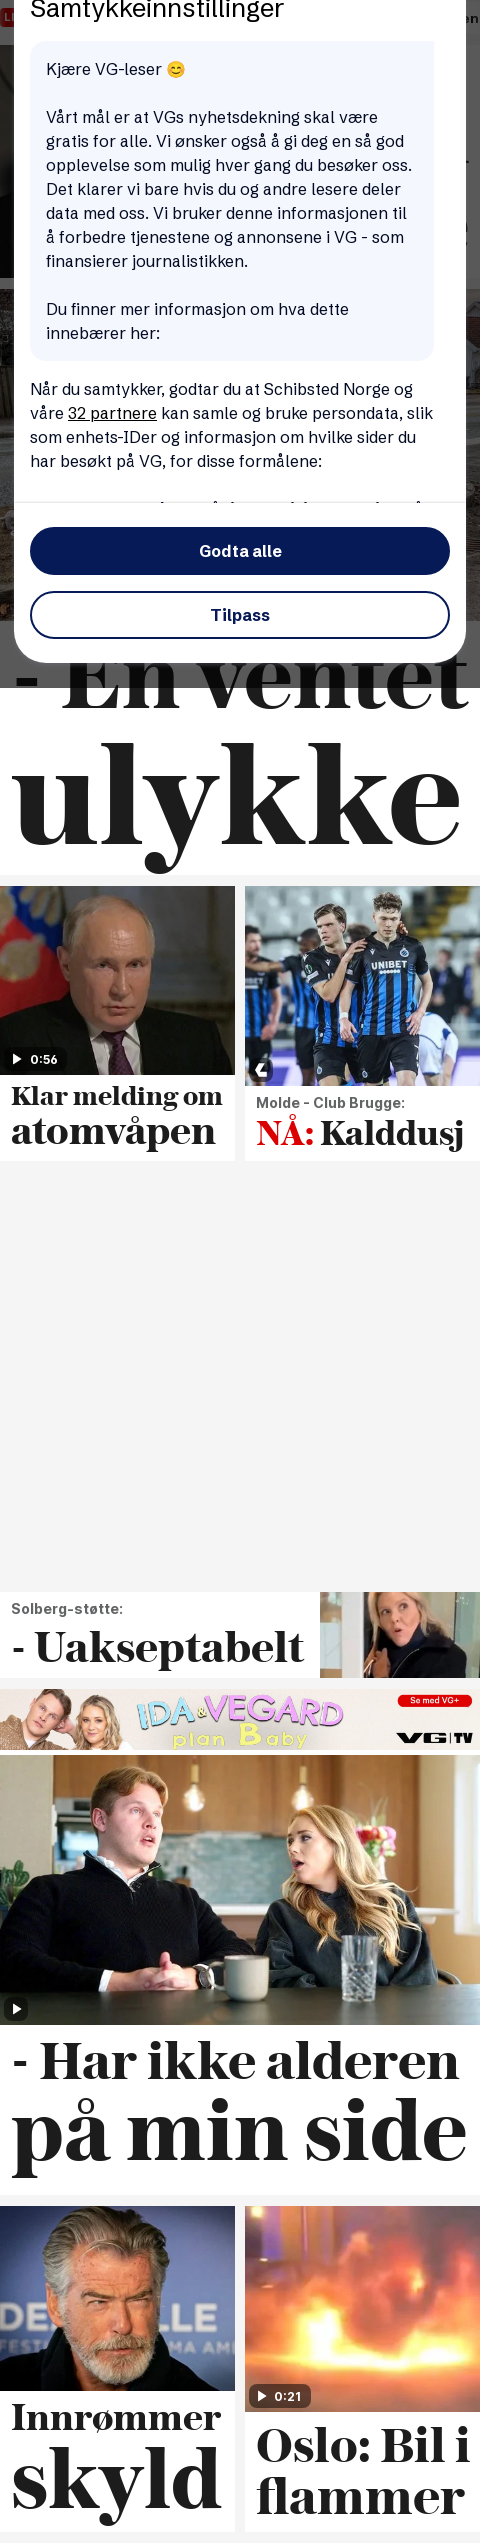 Samtykkeinnstillinger
Kjære VG-leser 😊
Vårt mål er at VGs nyhetsdekning skal være
gratis for alle. Vi ønsker også å gi deg en så god
opplevelse som mulig hver gang du besøker oss.
Det klarer vi bare hvis du og andre lesere deler
data med oss. Vi bruker denne informasjonen til
å forbedre tjenestene og annonsene i VG - som
finansierer journalistikken.
Du finner mer informasjon om hva dette
innebærer her:
Når du samtykker, godtar du at Schibsted Norge og
våre 32 partnere kan samle og bruke persondata, slik
som enhets-IDer og informasjon om hvilke sider du
har besøkt på VG, for disse formålene:
Godta alle
Tilpass
- En ventet
ulykke
0:56
UNIBET
Klar melding om
atomvåpen
Molde - Club Brugge:
NÅ: Kalddusj
Solberg-støtte:
- Uakseptabelt
IDA & VEGARD
plan Baby
Se med VG+
VG TV
- Har ikke alderen
på min side
0:21
Innrømmer
skyld
Oslo: Bil i
flammer